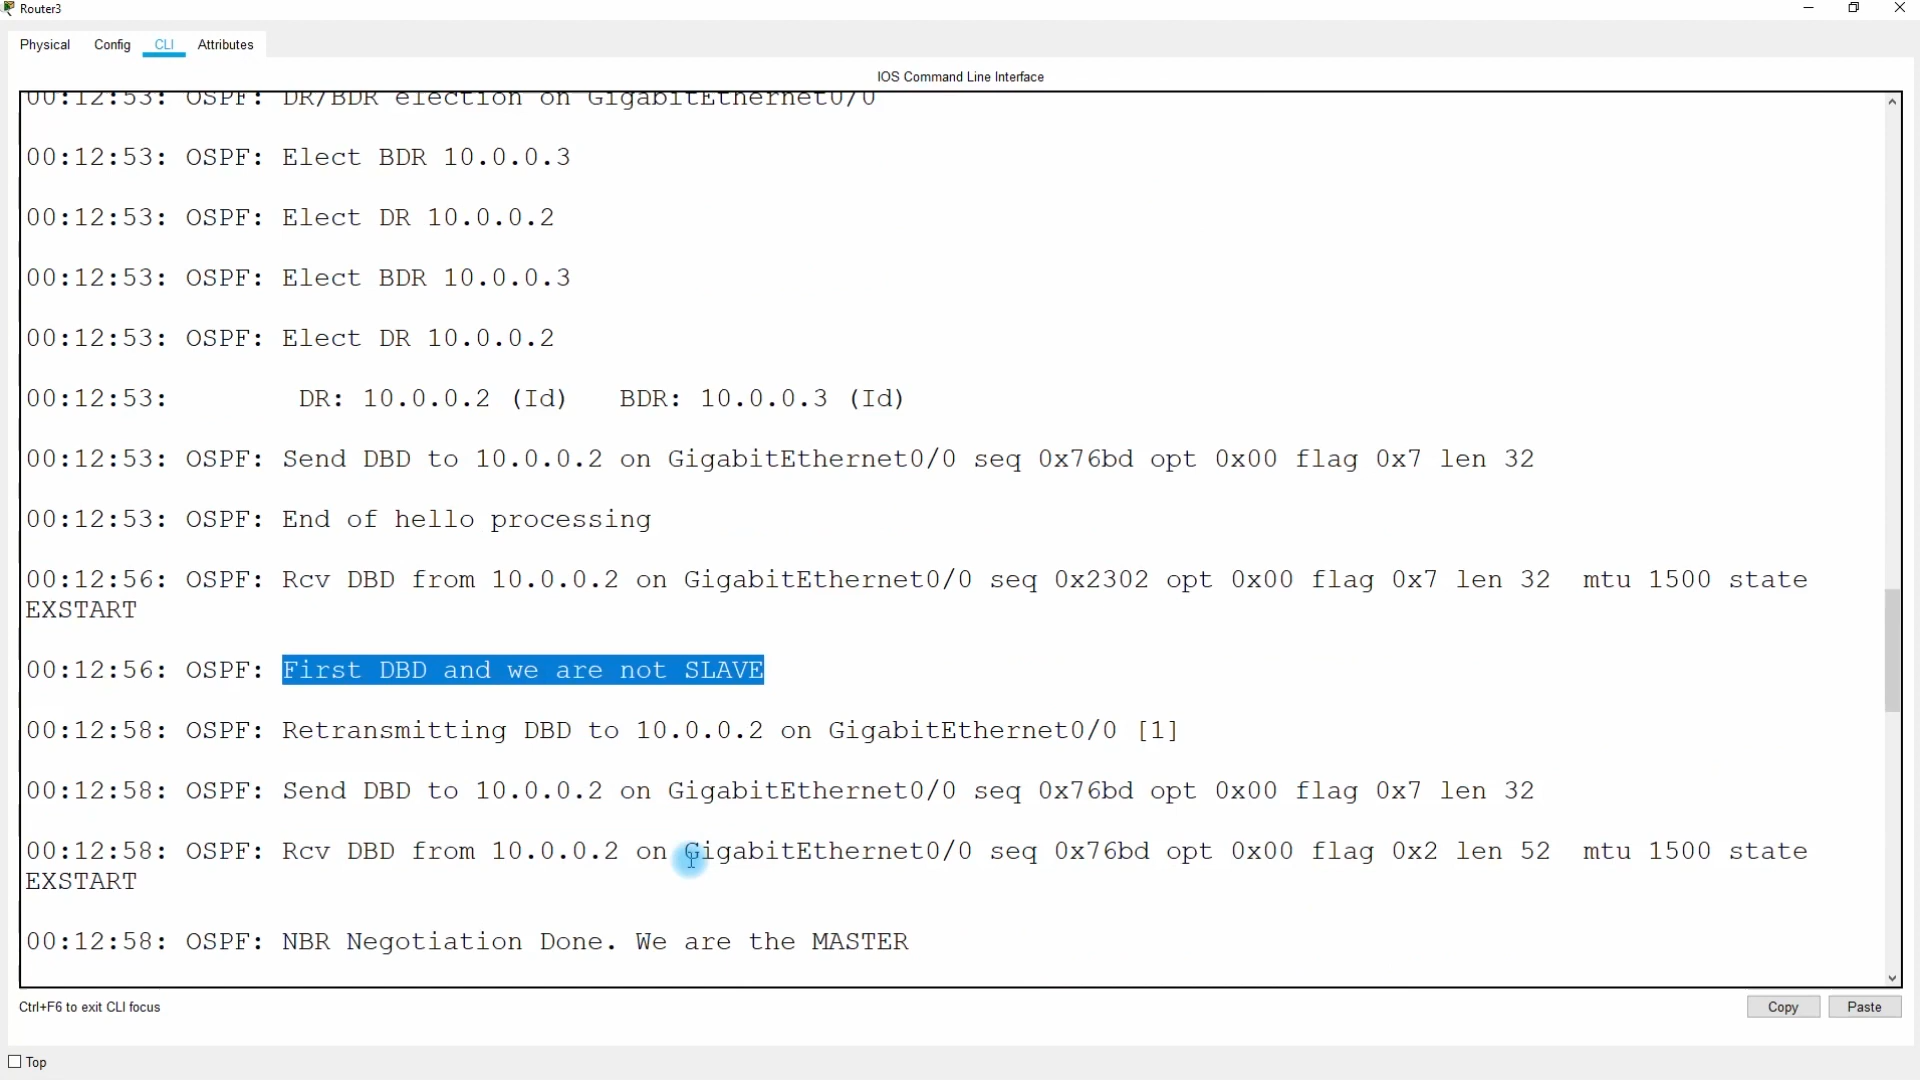 Router3
Physical Config CLI Attributes
IOS Command Line Interface
00:12:53: OSPF: DR/BDR election on GigabitEthernet0/0
00:12:53: OSPF: Elect BDR 10.0.0.3
00:12:53: OSPF: Elect DR 10.0.0.2
00:12:53: OSPF: Elect BDR 10.0.0.3
00:12:53: OSPF: Elect DR 10.0.0.2
00:12:53: DR: 10.0.0.2 (Id) BDR: 10.0.0.3 (Id)
00:12:53: OSPF: Send DBD to 10.0.0.2 on GigabitEthernet0/0 seq 0x76bd opt 0x00 flag 0x7 len 32
00:12:53: OSPF: End of hello processing
00:12:56: OSPF: Rcv DBD from 10.0.0.2 on GigabitEthernet0/0 seq 0x2302 opt 0x00 flag 0x7 len 32 mtu 1500 state
EXSTART
00:12:56: OSPF: First DBD and we are not SLAVE
00:12:58: OSPF: Retransmitting DBD to 10.0.0.2 on GigabitEthernet0/0 [1]
00:12:58: OSPF: Send DBD to 10.0.0.2 on GigabitEthernet0/0 seq 0x76bd opt 0x00 flag 0x7 len 32
00:12:58: OSPF: Rcv DBD from 10.0.0.2 on GigabitEthernet0/0 seq 0x76bd opt 0x00 flag 0x2 len 52 mtu 1500 state
EXSTART
00:12:58: OSPF: NBR Negotiation Done. We are the MASTER
Ctrl+F6 to exit CLI focus
Copy Paste
Top